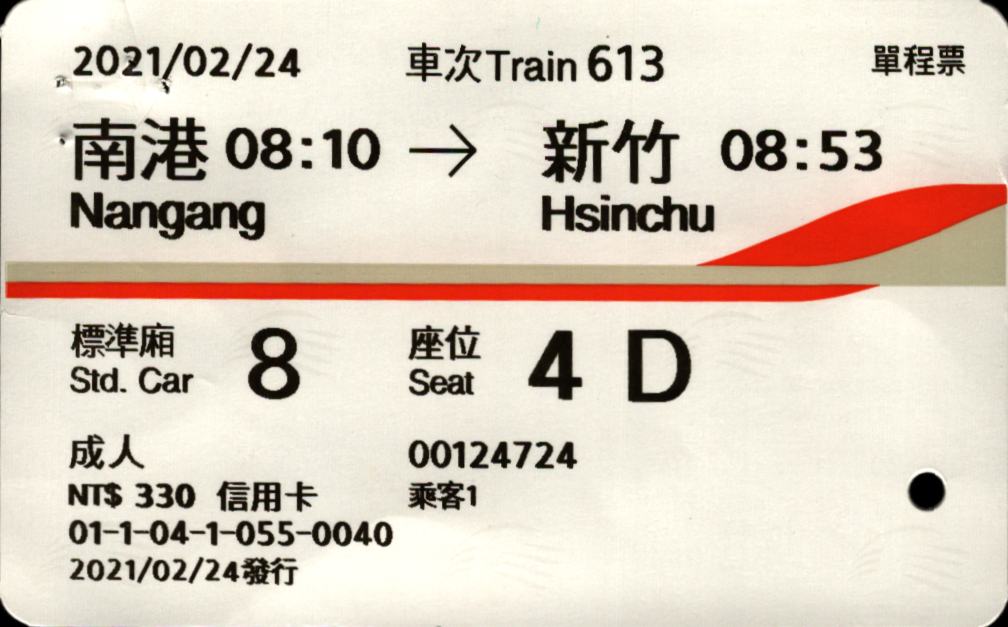 2021/02/24 車次Train 613 單程票
南港 08:10 → 新竹 08:53
Nangang Hsinchu
標準廂 8 座位 4 D
Std. Car Seat
成人 00124724
NT$ 330 信用卡 乘客1
01-1-04-1-055-0040
2021/02/24發行